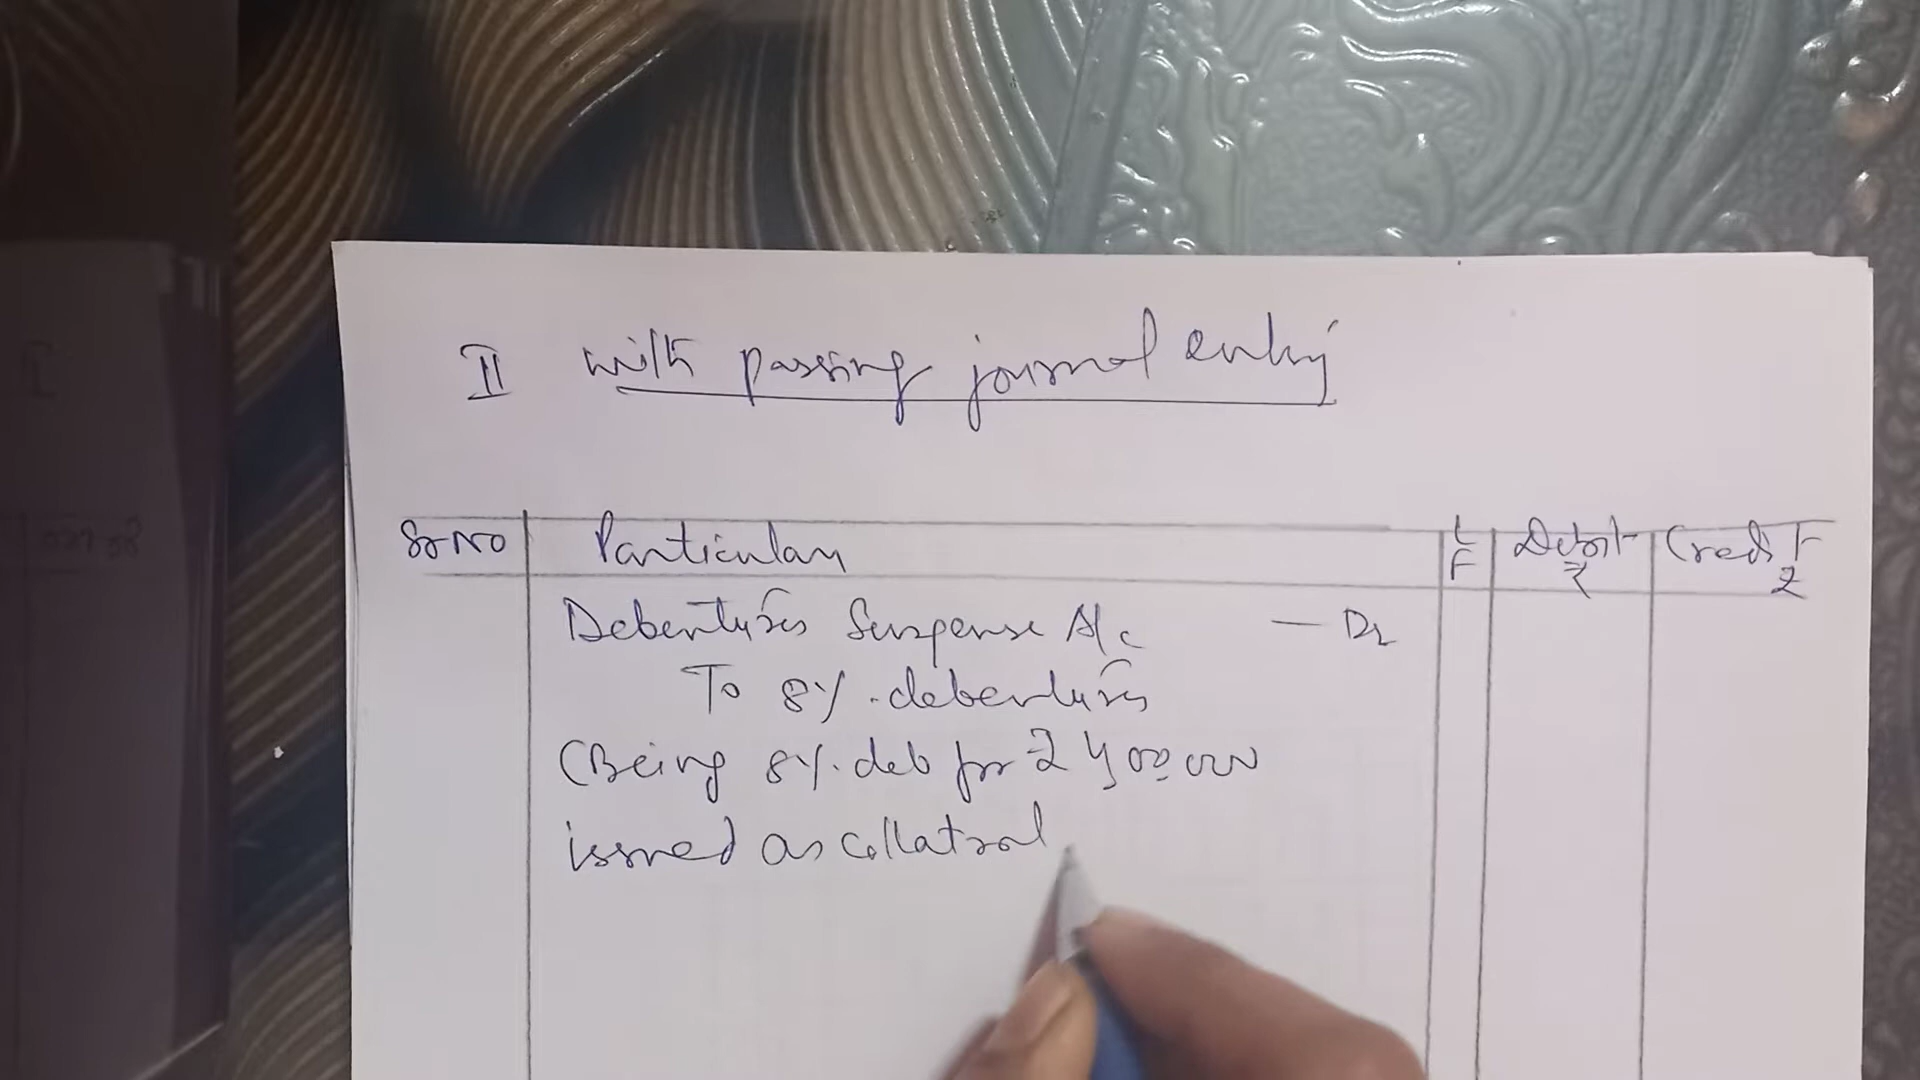 II with passing journal entry
Sr No Particulars LF Debit ₹ Credit ₹
Debentures Suspense A/c — Dr
To 8%. debentures
(Being 8%. deb for ₹ 4,00,000
issued as collatral